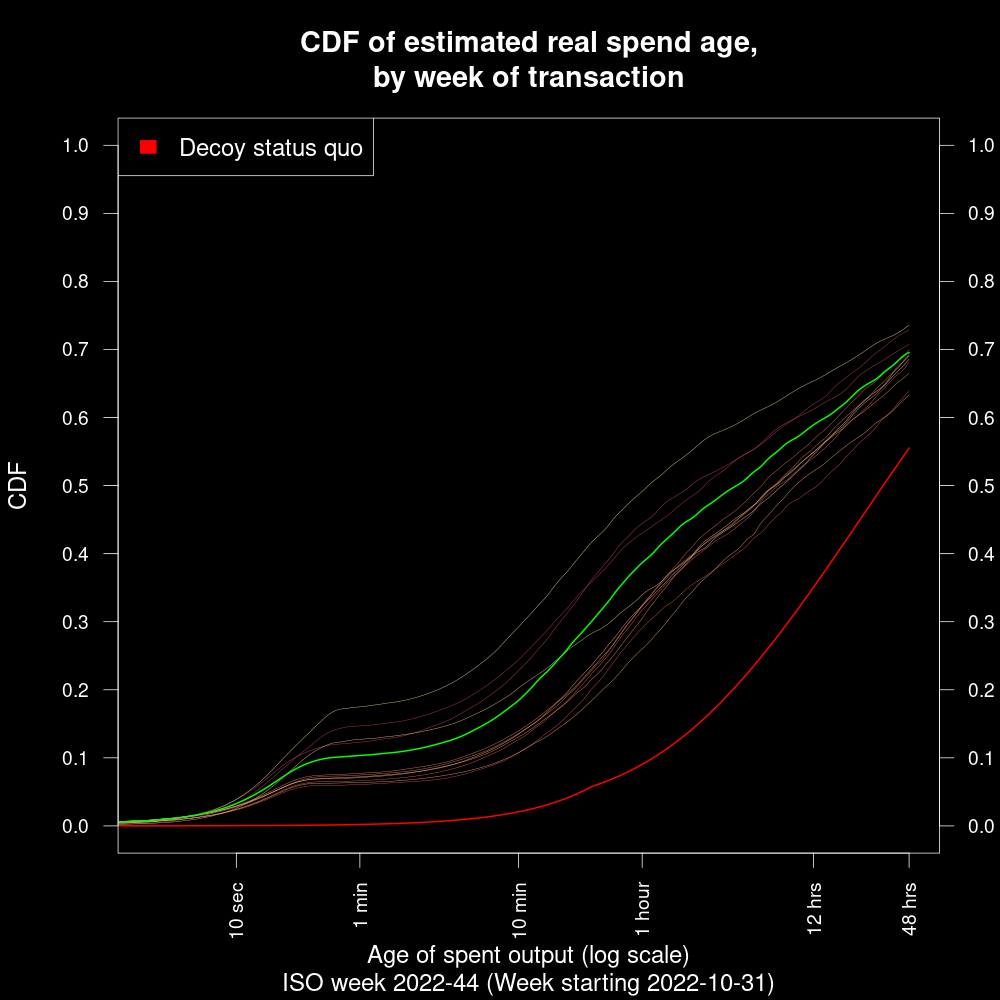 CDF of estimated real spend age,
by week of transaction
Decoy status quo
CDF
1.0
0.9
0.8
0.7
0.6
0.5
0.4
0.3
0.2
0.1
0.0
1.0
0.9
0.8
0.7
0.6
0.5
0.4
0.3
0.2
0.1
0.0
10 sec
1 min
10 min
1 hour
12 hrs
48 hrs
Age of spent output (log scale)
ISO week 2022-44 (Week starting 2022-10-31)